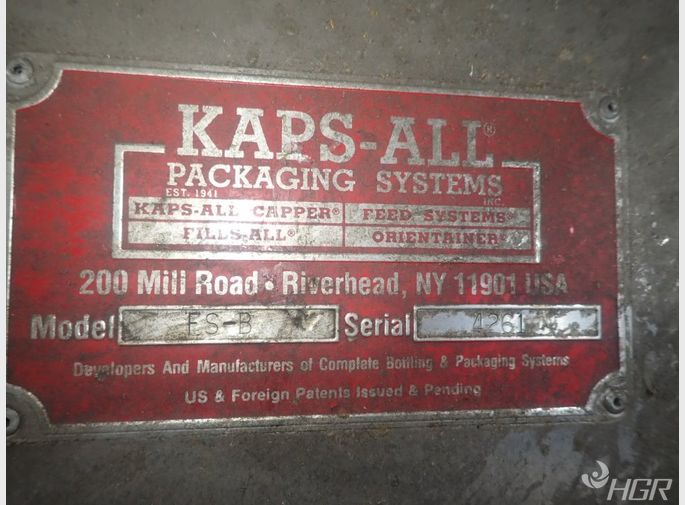 KAPS-ALL®
PACKAGING SYSTEMS
EST. 1941 INC.
KAPS-ALL CAPPER® FEED SYSTEMS®
FILLS-ALL® ORIENTAINER®
200 Mill Road • Riverhead, NY 11901 USA
Model FS-B Serial 4261
Developers And Manufacturers of Complete Bottling & Packaging Systems
US & Foreign Patents Issued & Pending
HGR